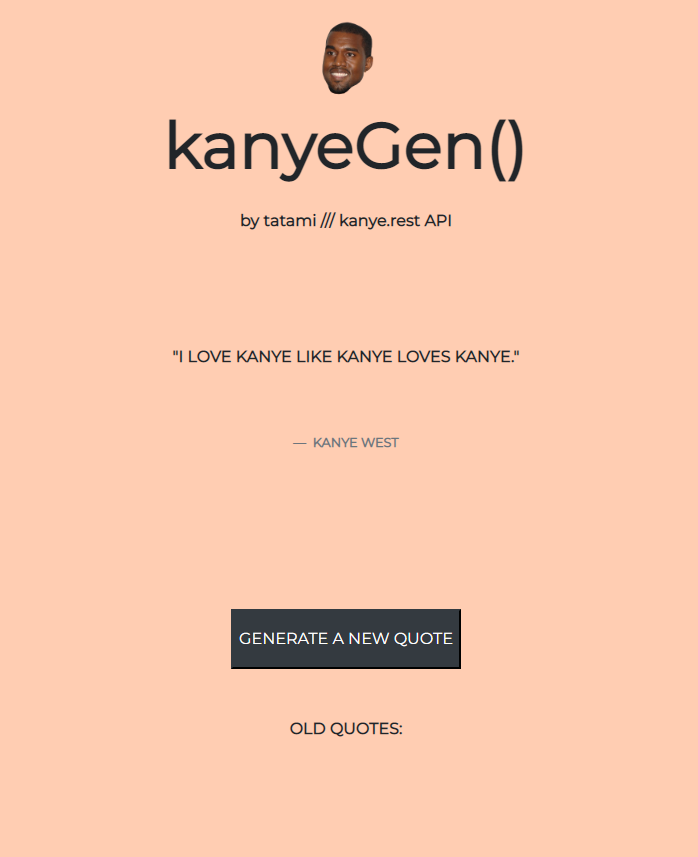 kanyeGen()
by tatami /// kanye.rest API
"I LOVE KANYE LIKE KANYE LOVES KANYE."
— KANYE WEST
GENERATE A NEW QUOTE
OLD QUOTES: